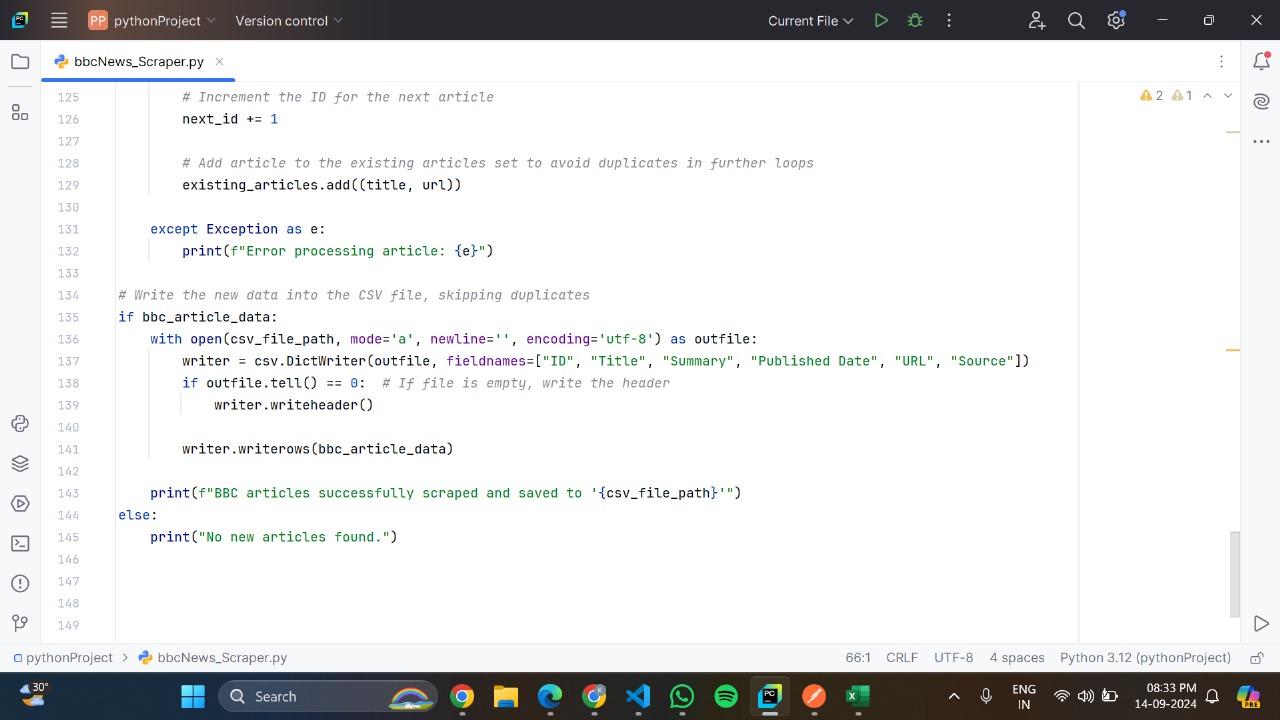 PP pythonProject Version control Current File
bbcNews_Scraper.py
2 1
125 # Increment the ID for the next article
126 next_id += 1
127
128 # Add article to the existing articles set to avoid duplicates in further loops
129 existing_articles.add((title, url))
130
131 except Exception as e:
132 print(f"Error processing article: {e}")
133
134 # Write the new data into the CSV file, skipping duplicates
135 if bbc_article_data:
136 with open(csv_file_path, mode='a', newline='', encoding='utf-8') as outfile:
137 writer = csv.DictWriter(outfile, fieldnames=["ID", "Title", "Summary", "Published Date", "URL", "Source"])
138 if outfile.tell() == 0:  # If file is empty, write the header
139 writer.writeheader()
140
141 writer.writerows(bbc_article_data)
142
143 print(f"BBC articles successfully scraped and saved to '{csv_file_path}'")
144 else:
145 print("No new articles found.")
146
147
148
149
pythonProject > bbcNews_Scraper.py 66:1 CRLF UTF-8 4 spaces Python 3.12 (pythonProject)
30° Search ENG 08:33 PM
IN 14-09-2024